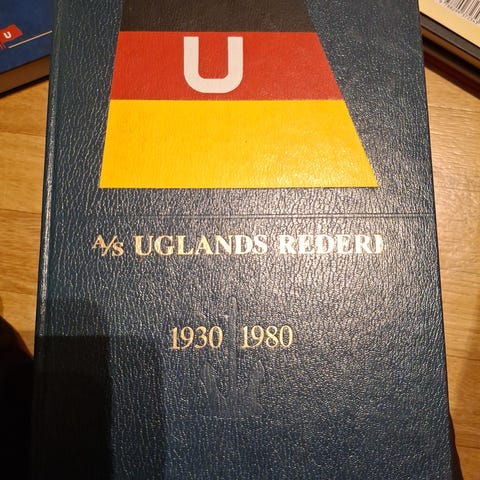 U
U
A/S UGLANDS REDERI
1930 1980